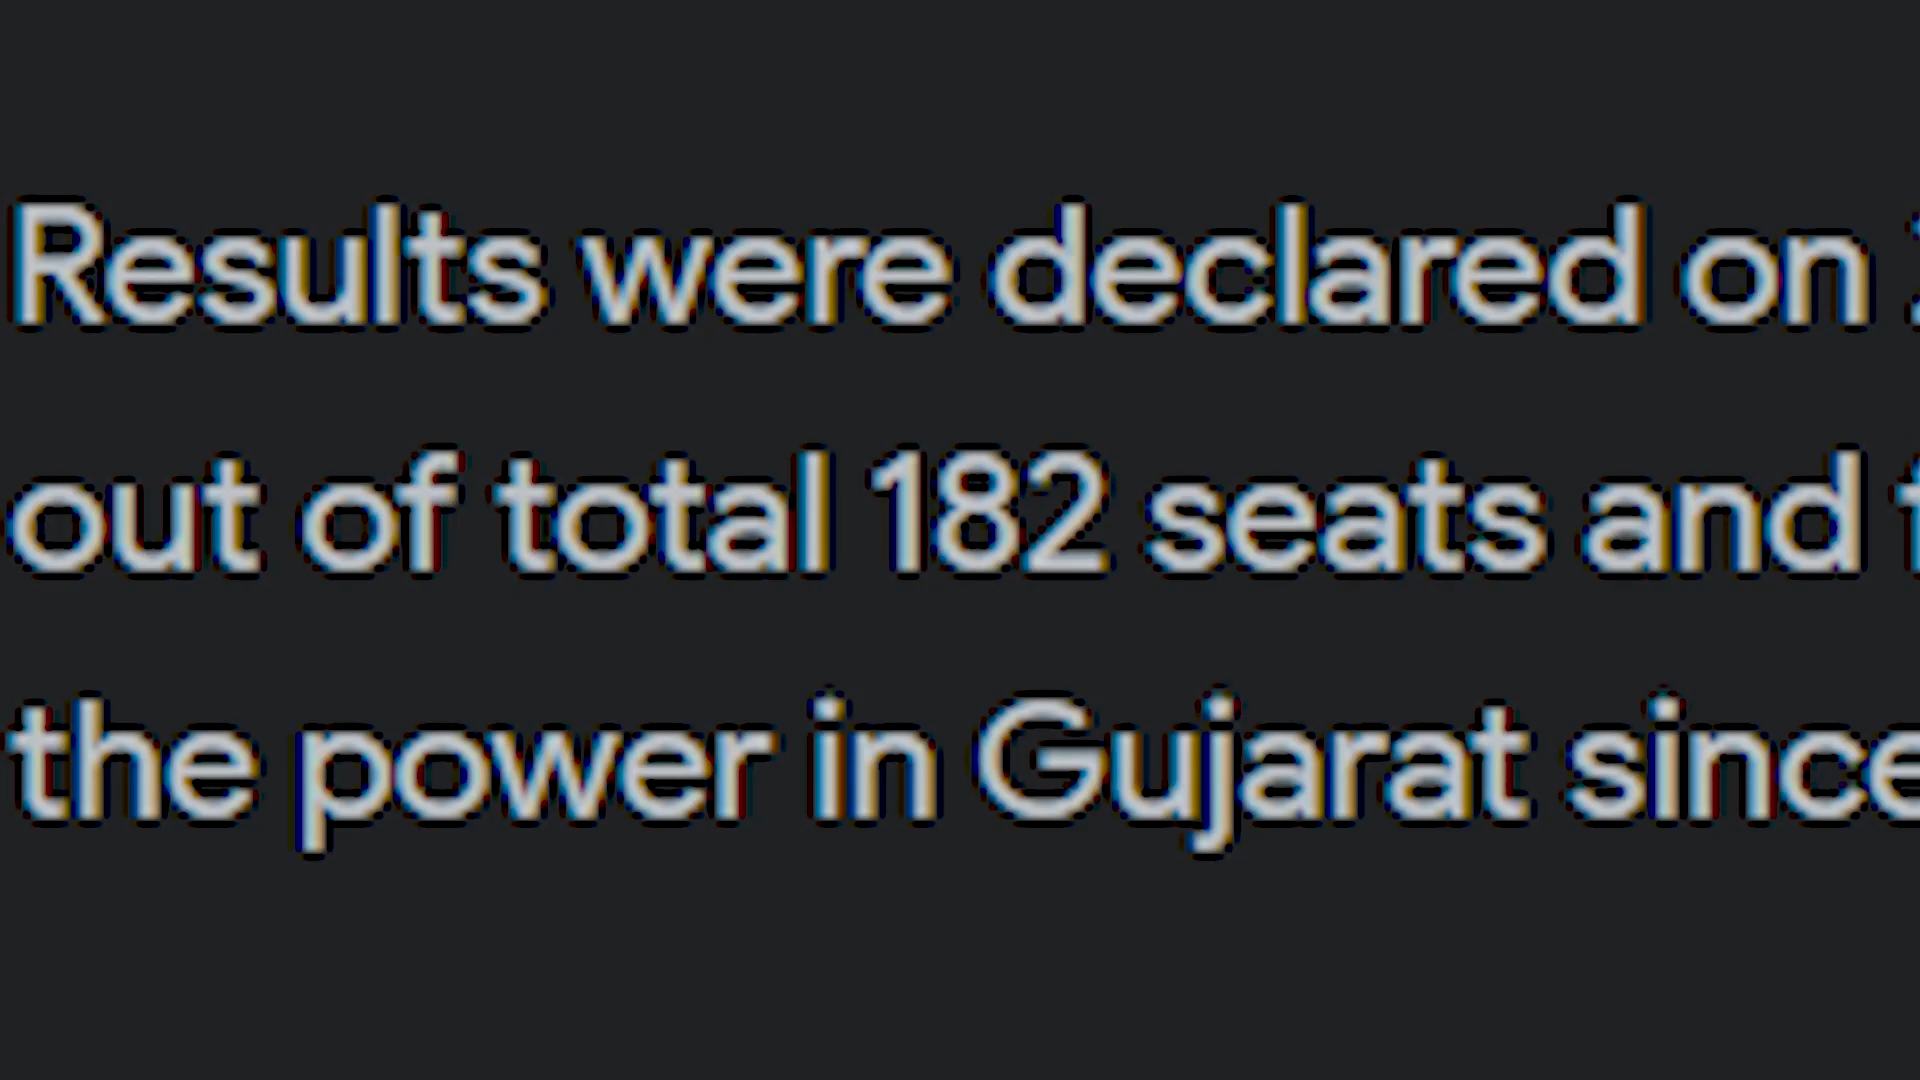 Results were declared on
out of total 182 seats and
the power in Gujarat since